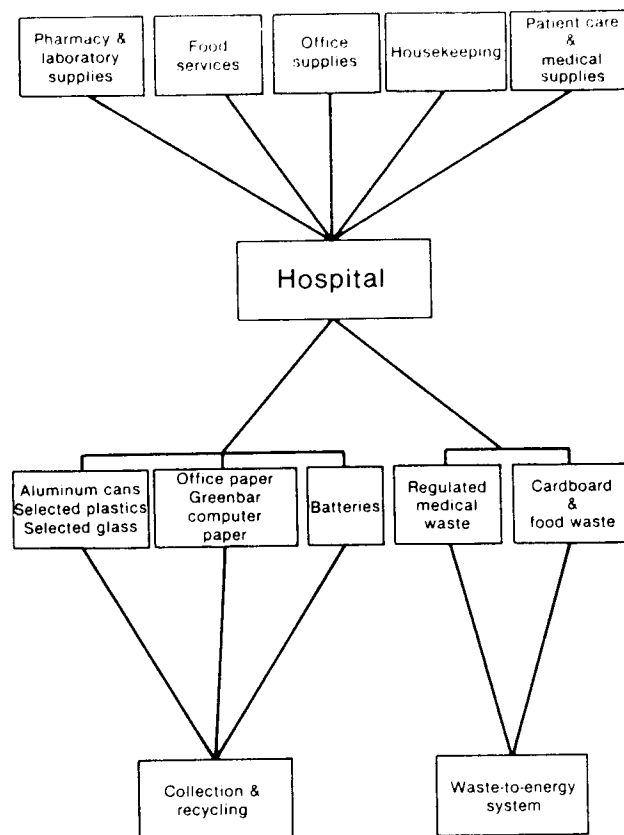 Pharmacy &
laboratory
supplies
Food
services
Office
supplies
Housekeeping
Patient care
&
medical
supplies
Hospital
Aluminum cans
Selected plastics
Selected glass
Office paper
Greenbar
computer
paper
Batteries
Regulated
medical
waste
Cardboard
&
food waste
Collection &
recycling
Waste-to-energy
system